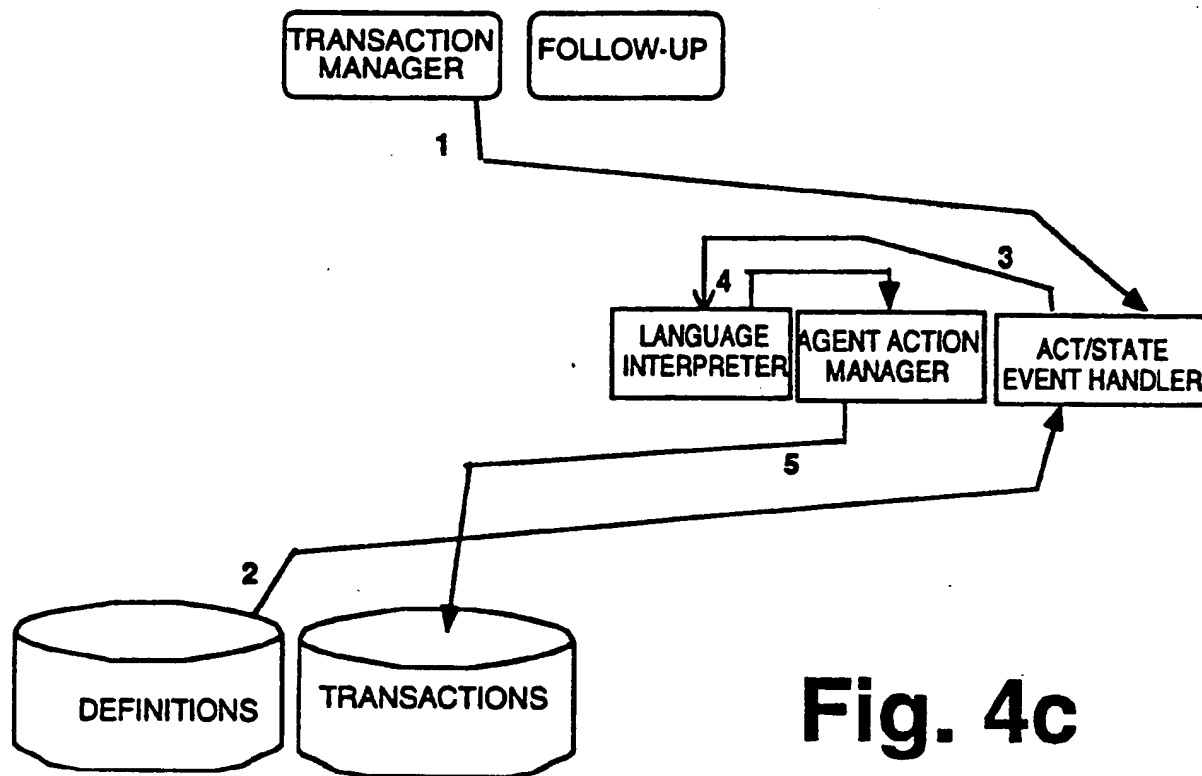 TRANSACTION
MANAGER
FOLLOW-UP
1
3
4
LANGUAGE
INTERPRETER
AGENT ACTION
MANAGER
ACT/STATE
EVENT HANDLER
5
2
DEFINITIONS
TRANSACTIONS
Fig. 4c